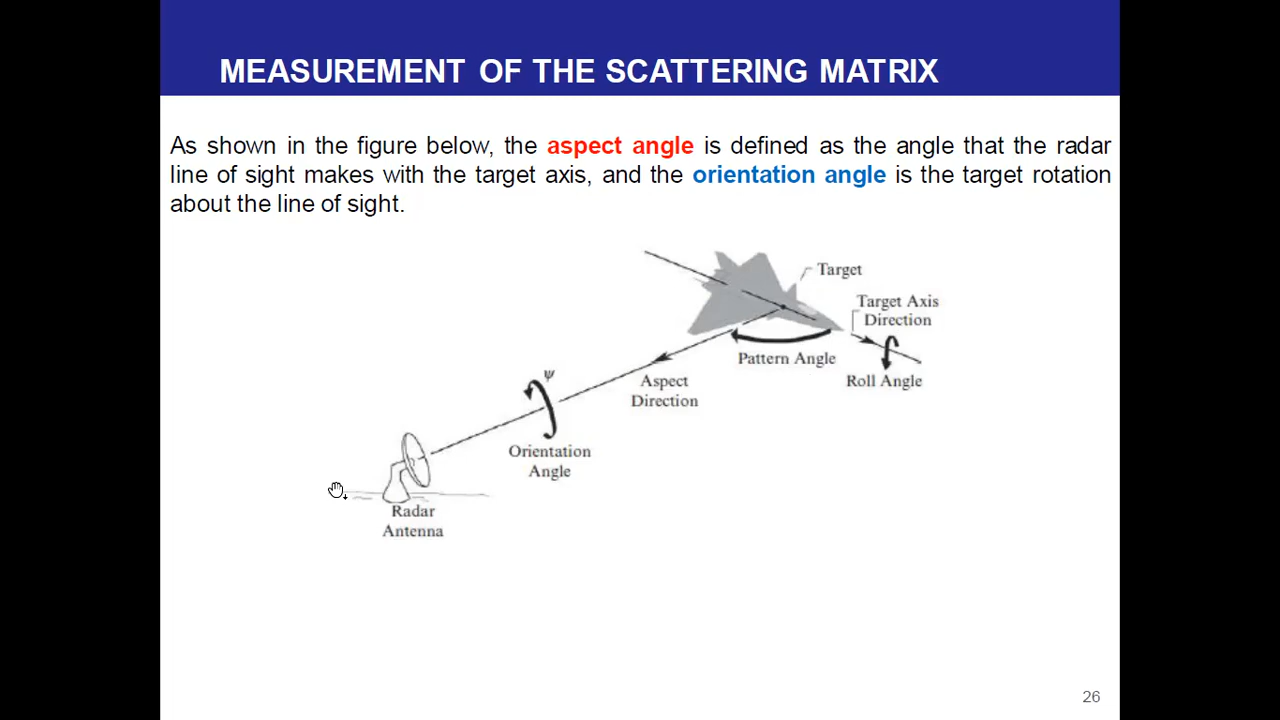 MEASUREMENT OF THE SCATTERING MATRIX
As shown in the figure below, the aspect angle is defined as the angle that the radar
line of sight makes with the target axis, and the orientation angle is the target rotation
about the line of sight.
Target
Target Axis
Direction
Pattern Angle
Roll Angle
ψ
Aspect
Direction
Orientation
Angle
Radar
Antenna
26